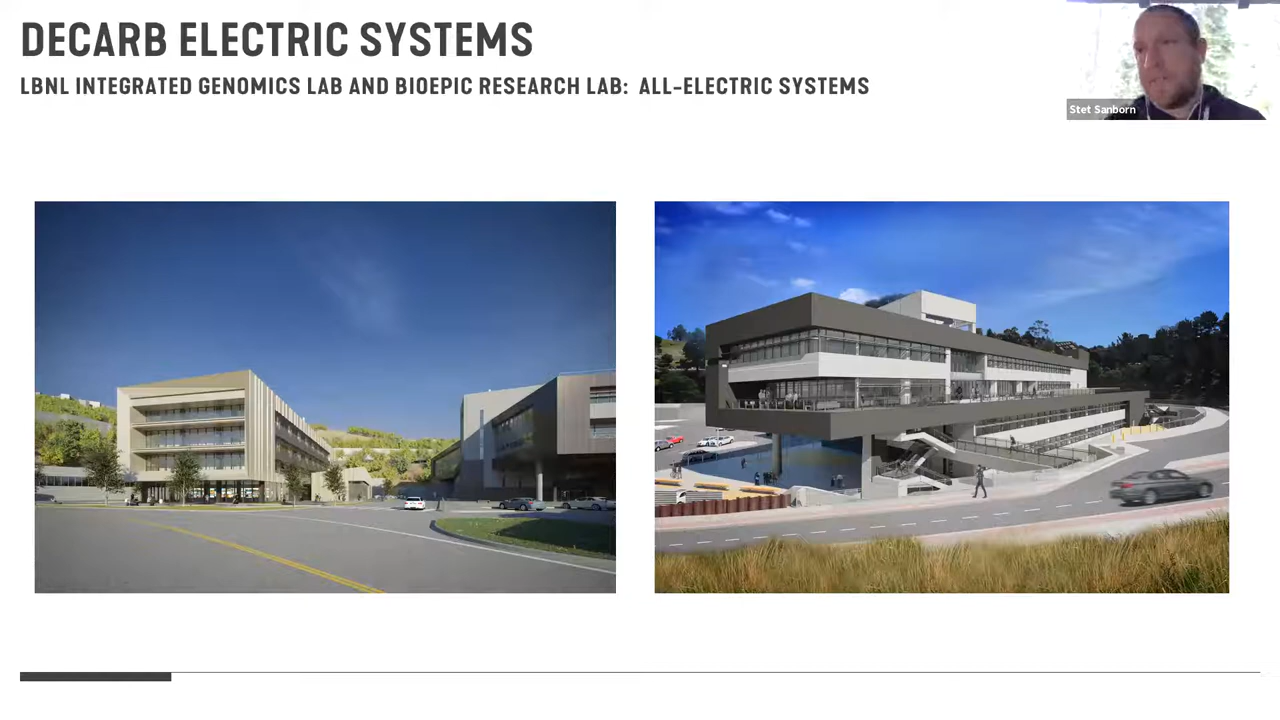 DECARB ELECTRIC SYSTEMS
LBNL INTEGRATED GENOMICS LAB AND BIOEPIC RESEARCH LAB: ALL-ELECTRIC SYSTEMS
Stet Sanborn